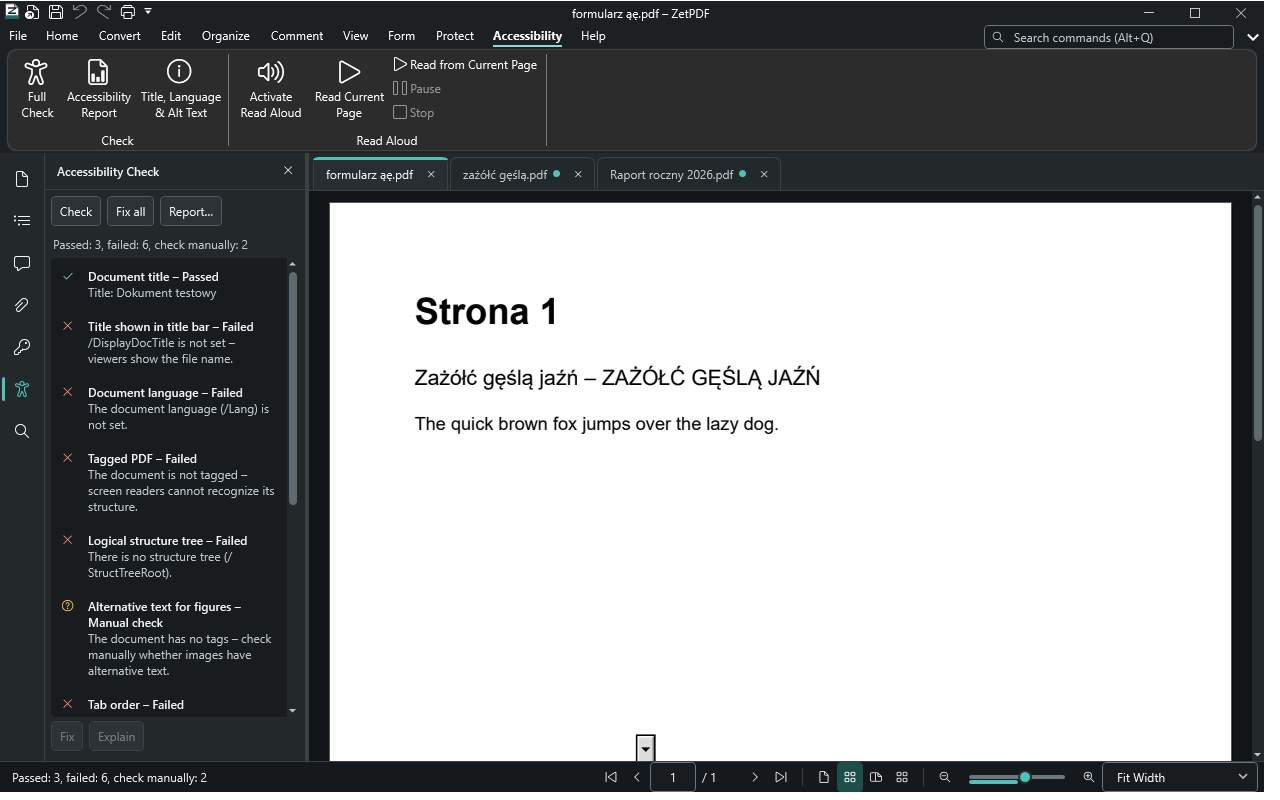 formularz ąę.pdf – ZetPDF
File Home Convert Edit Organize Comment View Form Protect Accessibility Help
Search commands (Alt+Q)
Full Check
Accessibility Report
Title, Language & Alt Text
Check
Activate Read Aloud
Read Current Page
Read from Current Page
Pause
Stop
Read Aloud
Accessibility Check
formularz ąę.pdf
zażółć gęślą.pdf
Raport roczny 2026.pdf
Check Fix all Report...
Passed: 3, failed: 6, check manually: 2
Document title – Passed
Title: Dokument testowy
Title shown in title bar – Failed
/DisplayDocTitle is not set –
viewers show the file name.
Document language – Failed
The document language (/Lang) is
not set.
Tagged PDF – Failed
The document is not tagged –
screen readers cannot recognize its
structure.
Logical structure tree – Failed
There is no structure tree (/
StructTreeRoot).
Alternative text for figures –
Manual check
The document has no tags – check
manually whether images have
alternative text.
Tab order – Failed
Fix Explain
Strona 1
Zażółć gęślą jaźń – ZAŻÓŁĆ GĘŚLĄ JAŹŃ
The quick brown fox jumps over the lazy dog.
Passed: 3, failed: 6, check manually: 2
1 / 1
Fit Width